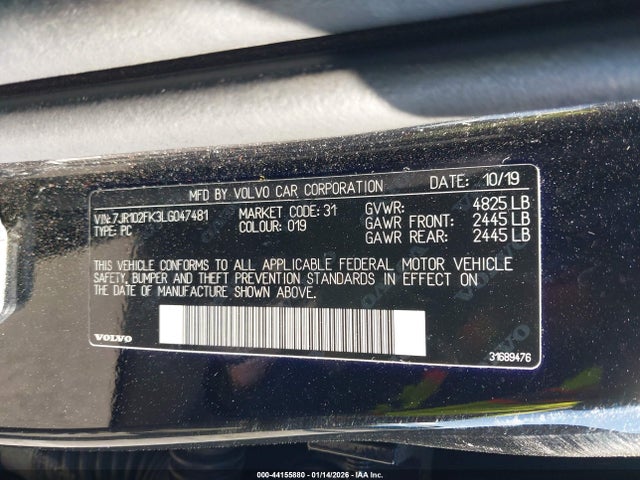 MFD BY VOLVO CAR CORPORATION DATE: 10/19
VIN: 7JR102FK3LG047481 MARKET CODE: 31 GVWR: 4825 LB
TYPE: PC COLOUR: 019 GAWR FRONT: 2445 LB
GAWR REAR: 2445 LB
THIS VEHICLE CONFORMS TO ALL APPLICABLE FEDERAL MOTOR VEHICLE
SAFETY, BUMPER AND THEFT PREVENTION STANDARDS IN EFFECT ON
THE DATE OF MANUFACTURE SHOWN ABOVE.
VOLVO
31689476
000-44155880 - 01/14/2026 - IAA Holdings, LLC